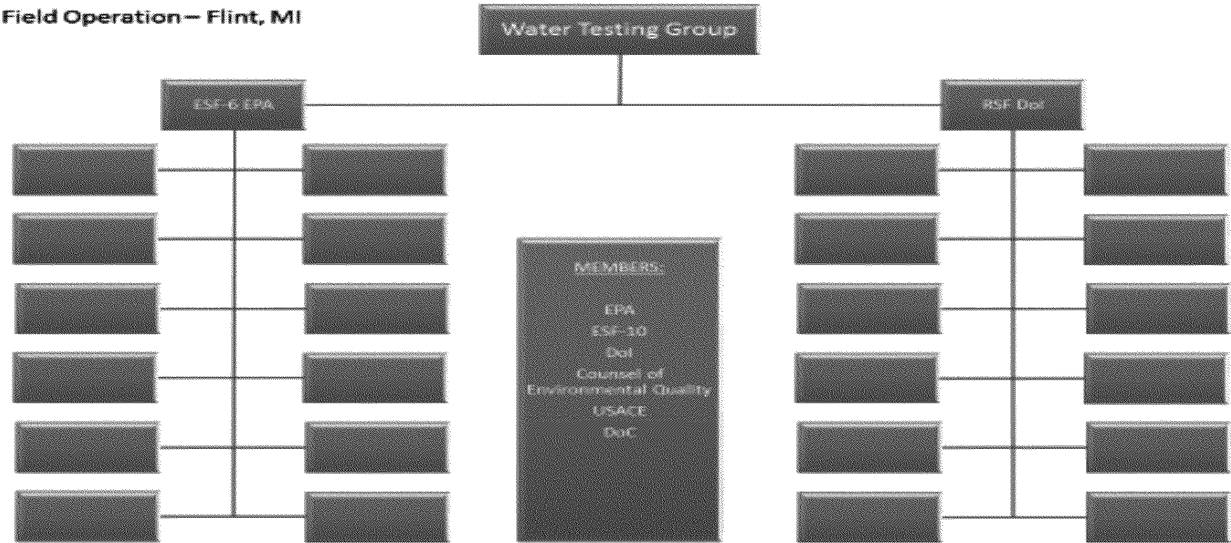 Field Operation – Flint, MI
Water Testing Group
ESF-6 EPA
RSF DoI
MEMBERS:
EPA
ESF-10
DoI
Counsel of
Environmental Quality
USACE
DoC